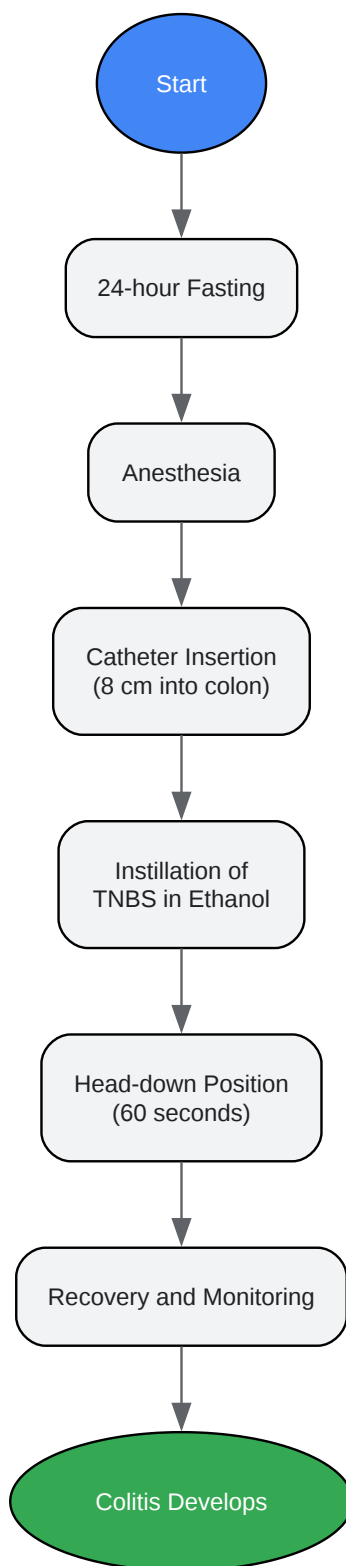 Start
24-hour Fasting
Anesthesia
Catheter Insertion
(8 cm into colon)
Instillation of
TNBS in Ethanol
Head-down Position
(60 seconds)
Recovery and Monitoring
Colitis Develops